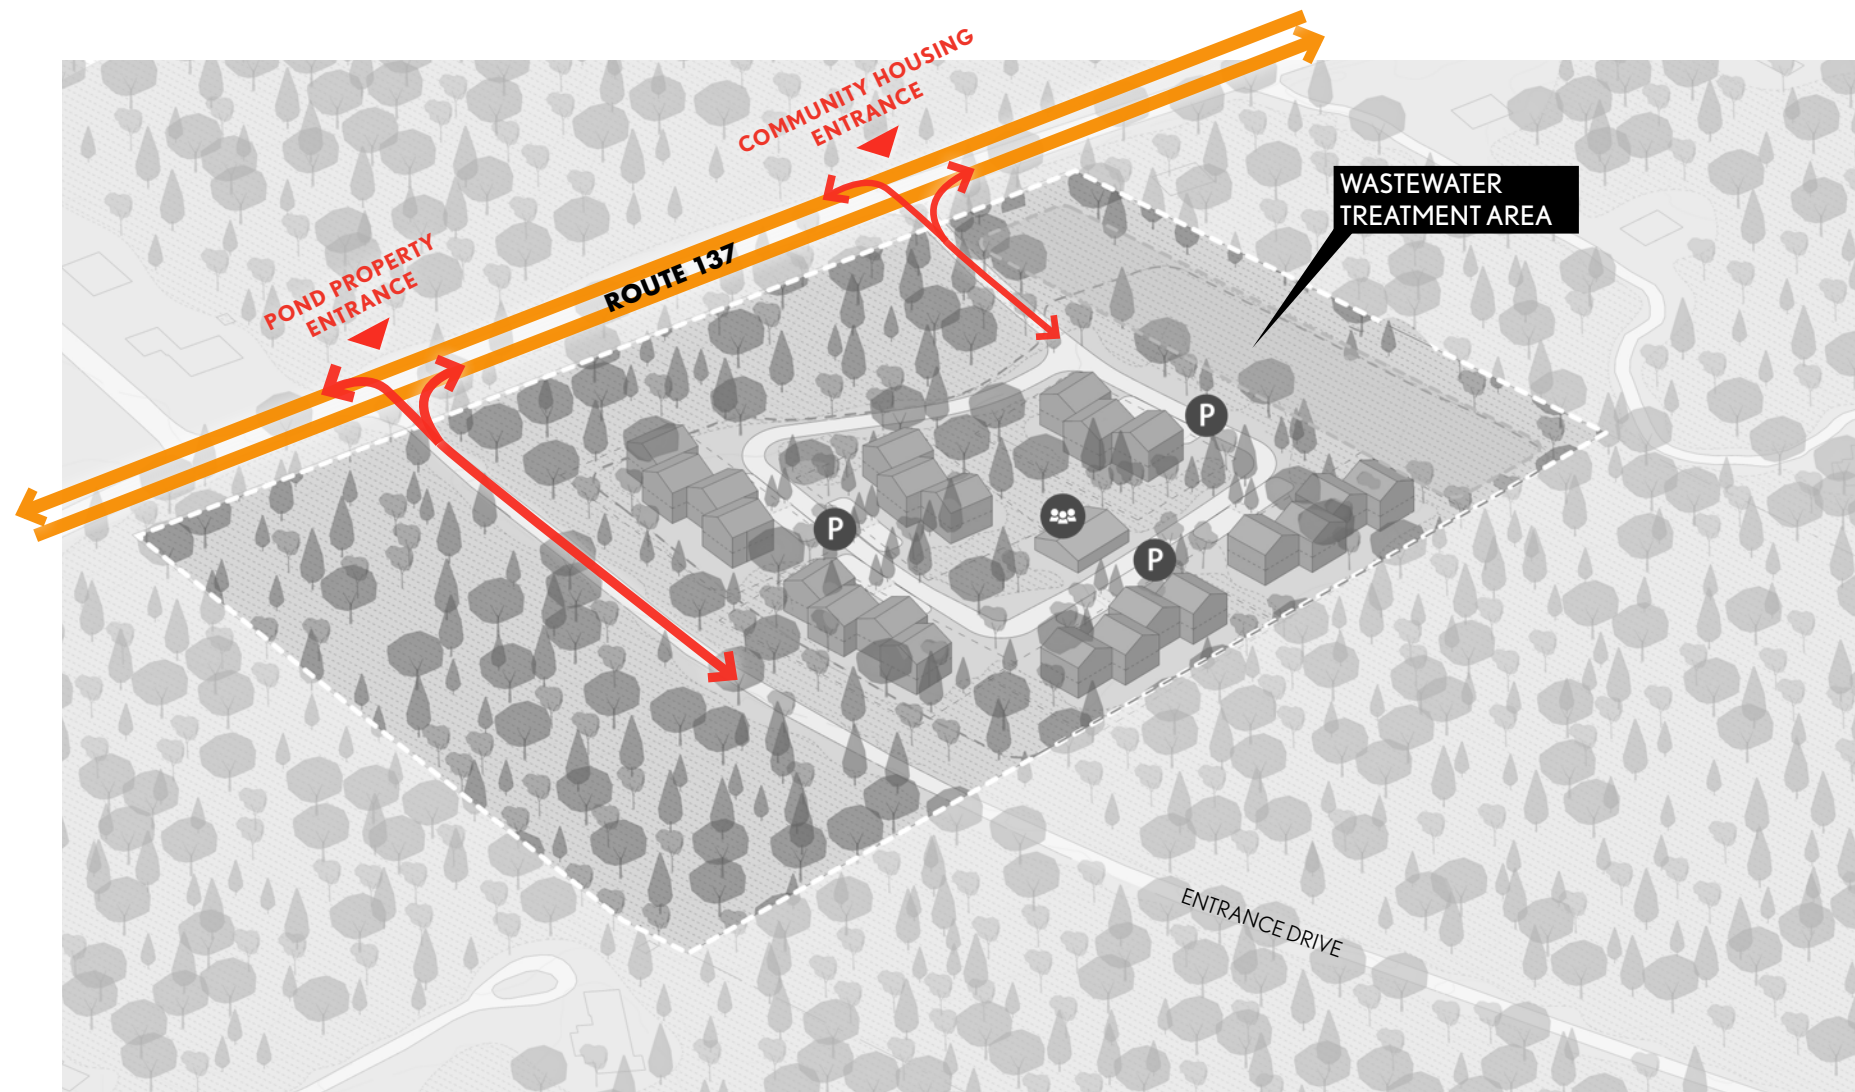 COMMUNITY HOUSING
ENTRANCE
WASTEWATER
TREATMENT AREA
POND PROPERTY
ENTRANCE
ROUTE 137
P
P
P
ENTRANCE DRIVE